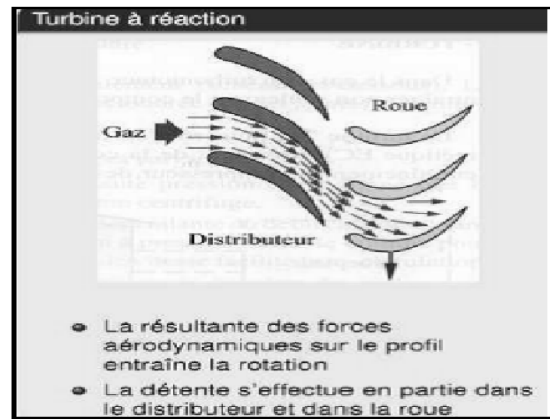 Turbine à réaction
Roue
Gaz
Distributeur
La résultante des forces
aérodynamiques sur le profil
entraîne la rotation
La détente s'effectue en partie dans
le distributeur et dans la roue